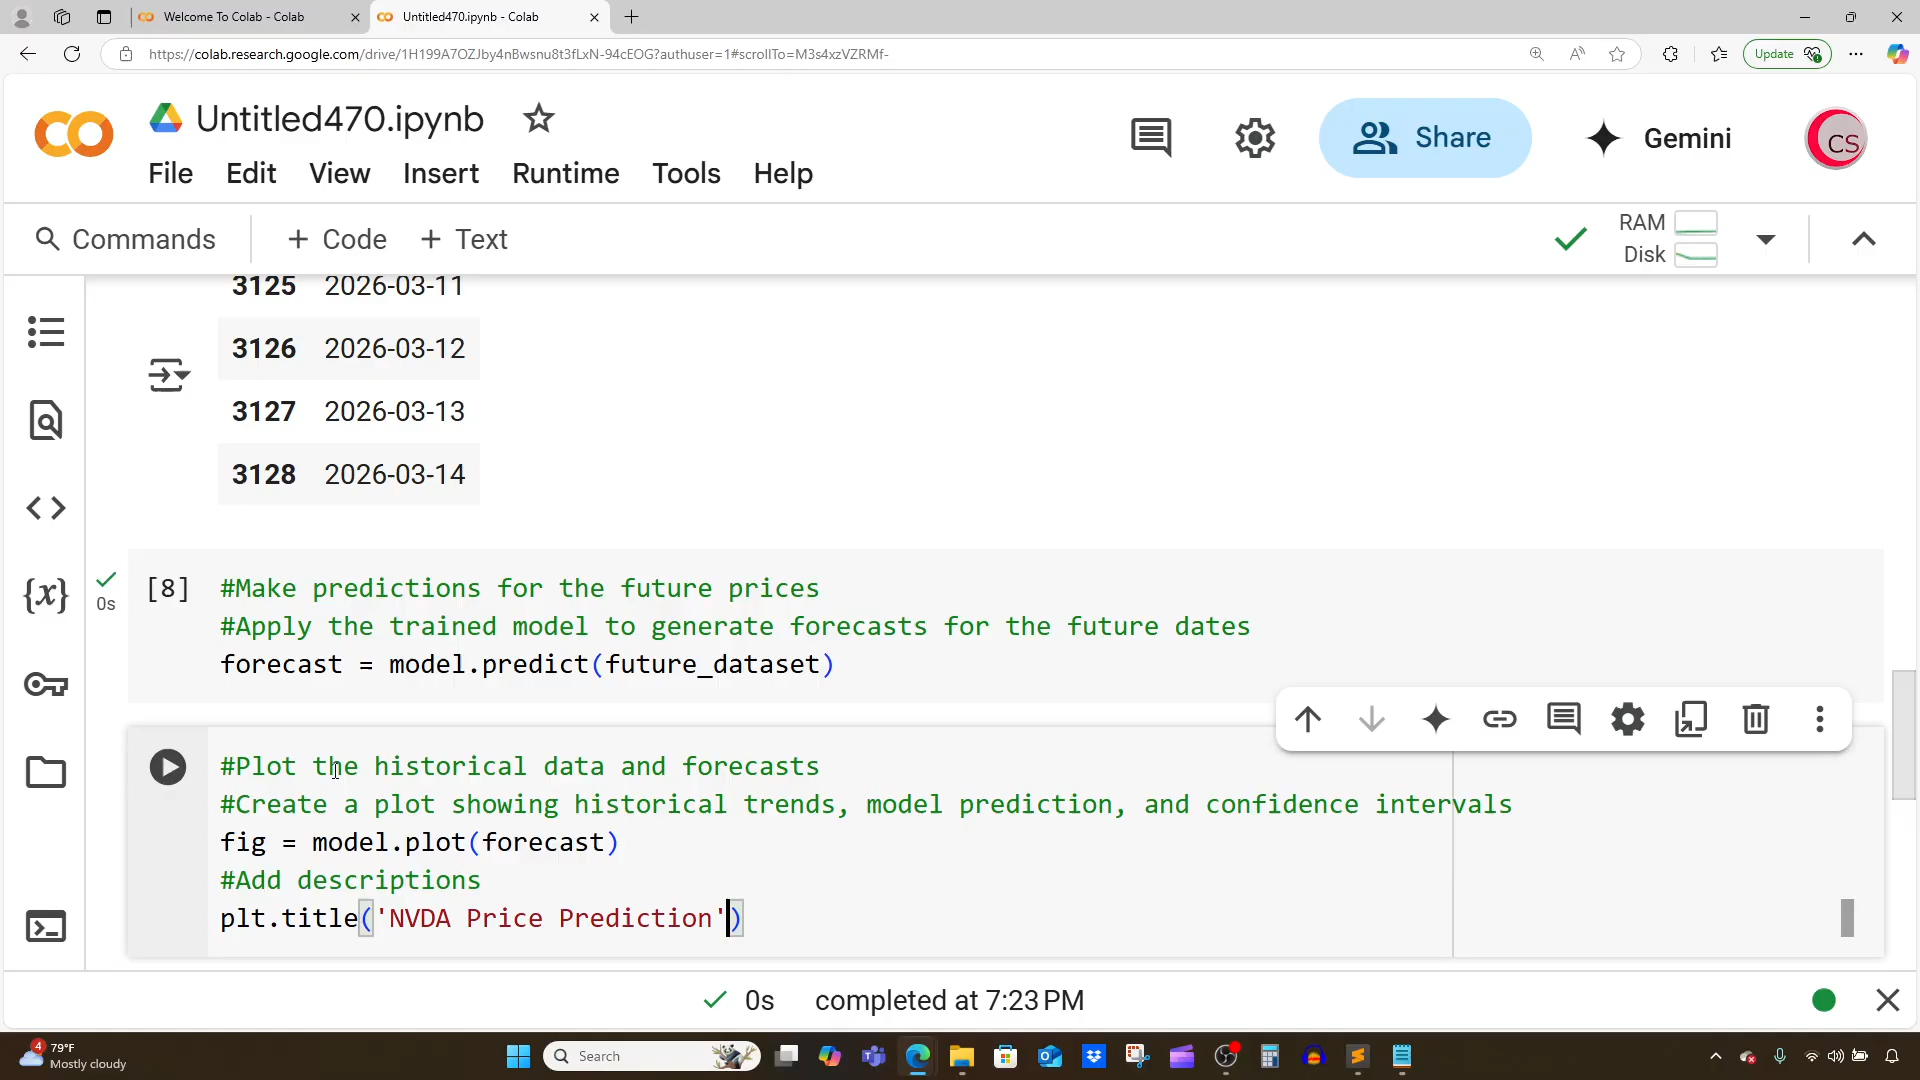 Welcome To Colab - Colab
Untitled470.ipynb - Colab
https://colab.research.google.com/drive/1H199A7OZJby4nBwsnu8t3fLxN-94cEOG?authuser=1#scrollTo=M3s4xzVZRMf-
Update
Untitled470.ipynb
Share
Gemini
CS
File Edit View Insert Runtime Tools Help
Commands
+ Code + Text
RAM
Disk
3125 2026-03-11
3126 2026-03-12
3127 2026-03-13
3128 2026-03-14
0s
[8] #Make predictions for the future prices
#Apply the trained model to generate forecasts for the future dates
forecast = model.predict(future_dataset)
#Plot the historical data and forecasts
#Create a plot showing historical trends, model prediction, and confidence intervals
fig = model.plot(forecast)
#Add descriptions
plt.title('NVDA Price Prediction')
0s completed at 7:23 PM
4
79°F
Mostly cloudy
Search